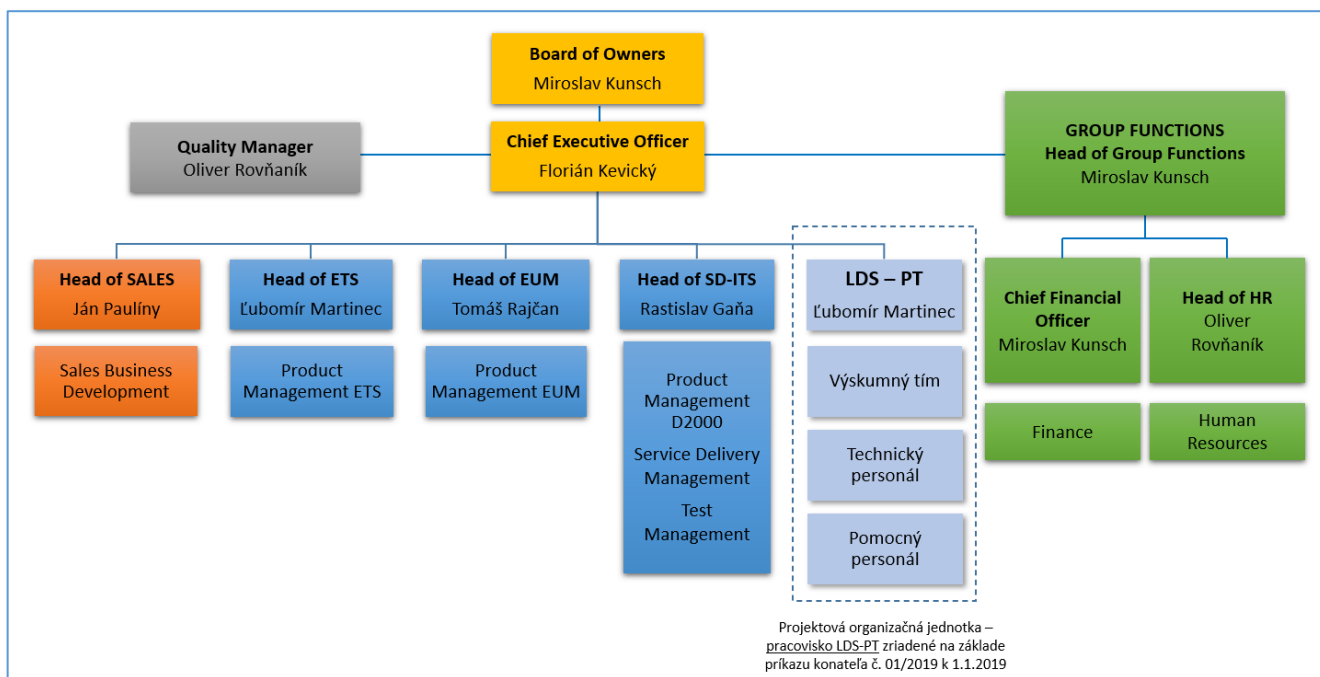 Board of Owners
Miroslav Kunsch
Quality Manager
Oliver Rovňaník
Chief Executive Officer
Florián Kevický
GROUP FUNCTIONS
Head of Group Functions
Miroslav Kunsch
Head of SALES
Ján Paulíny
Sales Business
Development
Head of ETS
Ľubomír Martinec
Product
Management ETS
Head of EUM
Tomáš Rajčan
Product
Management EUM
Head of SD-ITS
Rastislav Gaňa
Product
Management
D2000
Service Delivery
Management
Test
Management
LDS – PT
Ľubomír Martinec
Výskumný tím
Technický
personál
Pomocný
personál
Projektová organizačná jednotka –
pracovisko LDS-PT zriadené na základe
príkazu konateľa č. 01/2019 k 1.1.2019
Chief Financial
Officer
Miroslav Kunsch
Finance
Head of HR
Oliver
Rovňaník
Human
Resources